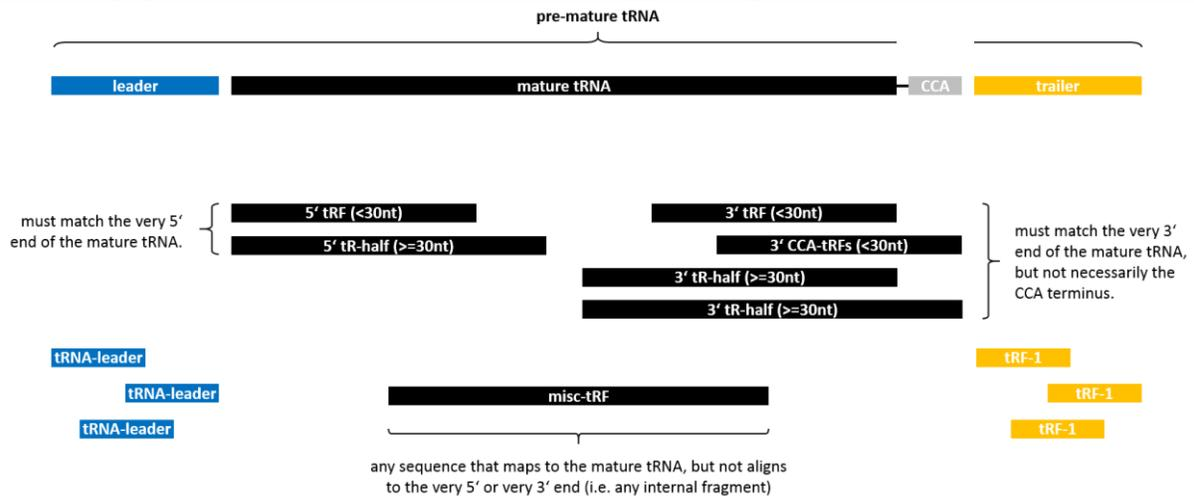 pre-mature tRNA
leader
mature tRNA
CCA
trailer
must match the very 5‘
end of the mature tRNA.
5‘ tRF (<30nt)
5‘ tR-half (>=30nt)
3‘ tRF (<30nt)
3‘ CCA-tRFs (<30nt)
3‘ tR-half (>=30nt)
3‘ tR-half (>=30nt)
must match the very 3‘
end of the mature tRNA,
but not necessarily the
CCA terminus.
tRNA-leader
tRNA-leader
tRNA-leader
misc-tRF
tRF-1
tRF-1
tRF-1
any sequence that maps to the mature tRNA, but not aligns
to the very 5‘ or very 3‘ end (i.e. any internal fragment)